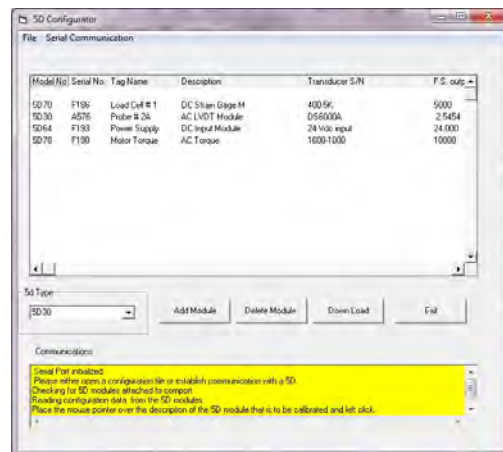 5D Configurator
File Serial Communication
Model No Serial No. Tag Name Description Transducer S/N F.S. outp
5D70 F186 Load Cell # 1 DC Strain Gage M 400-5K 5000
5D30 A576 Probe # 2A AC LVDT Module DS6000A 2.5454
5D64 F193 Power Supply DC Input Module 24 Vdc input 24.000
5D78 F190 Motor Torque AC Torque 1600-1000 10000
5d Type
5D30
Add Module Delete Module Down Load Exit
Communications
Serial Port initialized
Please either open a configuration file or establish communication with a 5D.
Checking for 5D modules attached to comport
Reading configuration data from the 5D modules
Place the mouse pointer over the description of the 5D module that is to be calibrated and left click.